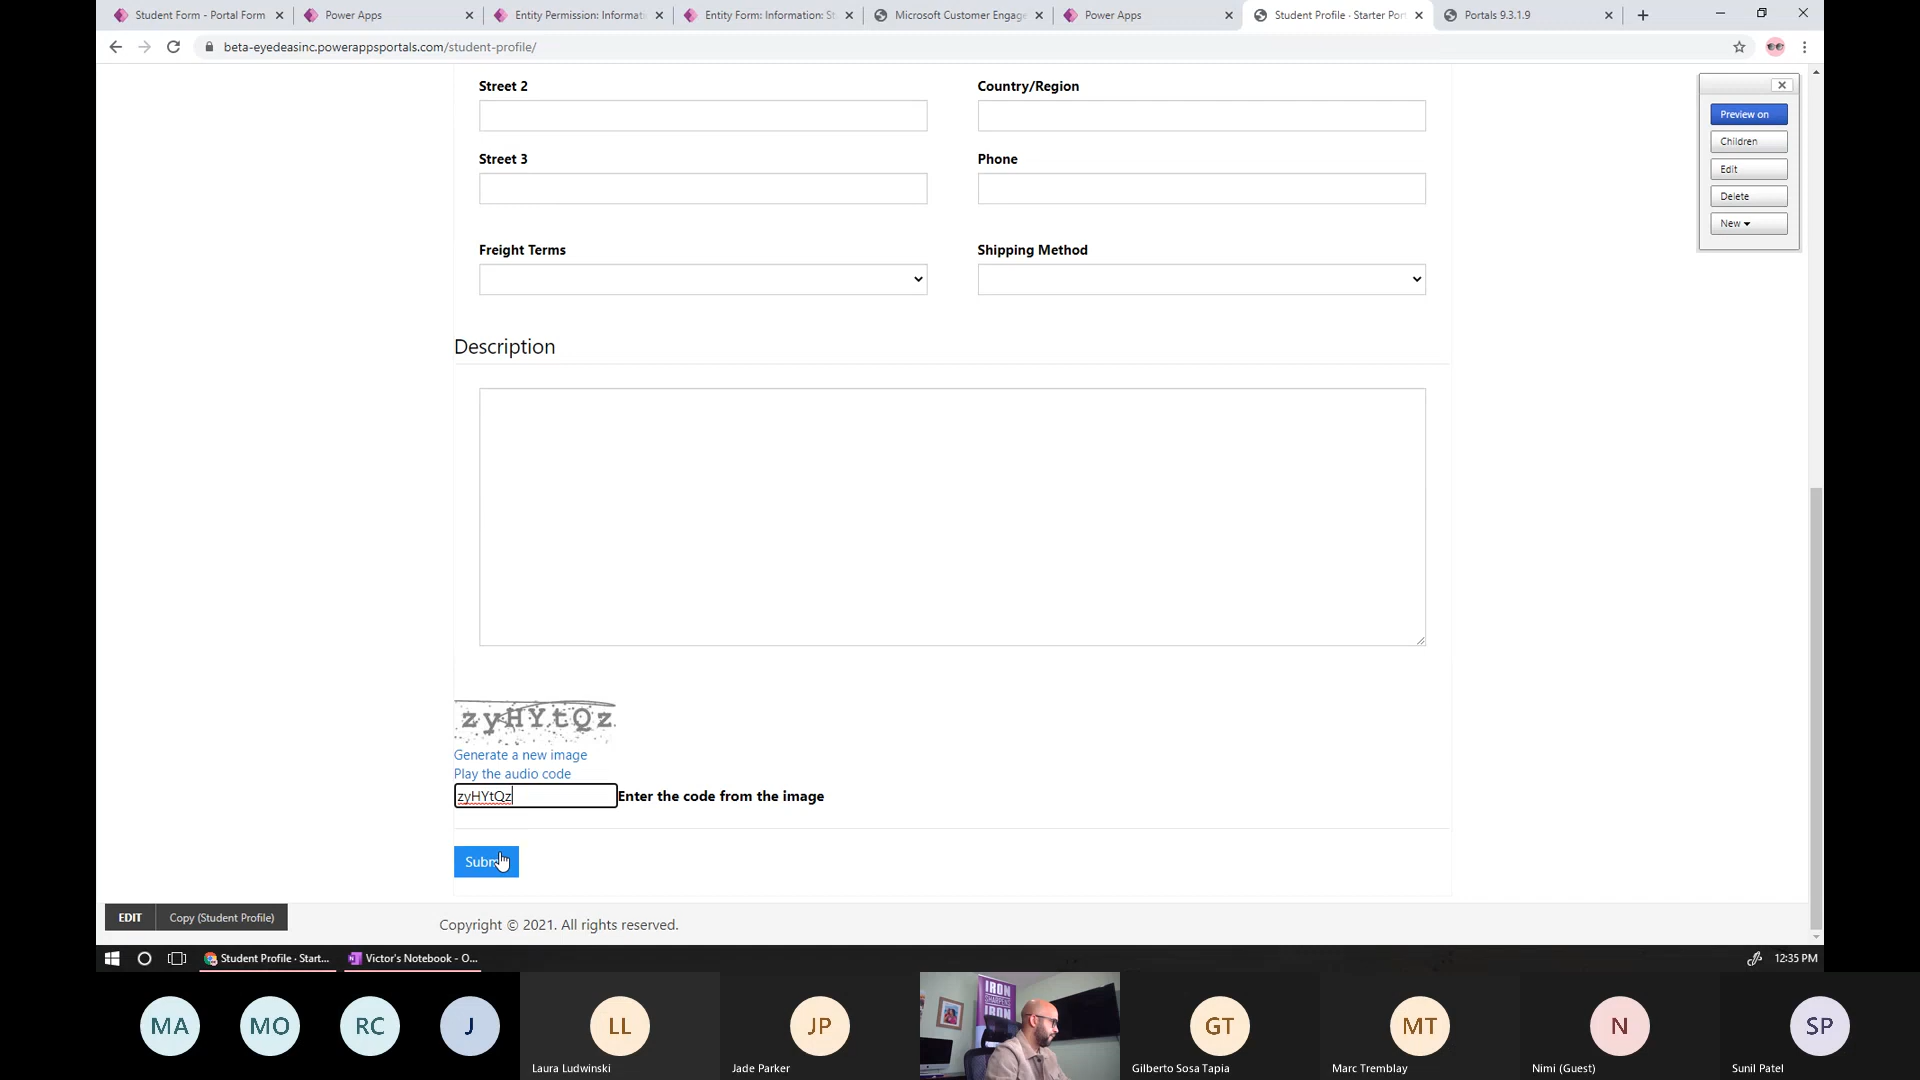 Student Form - Portal Form
Power Apps
Entity Permission: Informat
Entity Form: Information: St
Microsoft Customer Engage
Power Apps
Student Profile · Starter Por
Portals 9.3.1.9
beta-eyedeasinc.powerappsportals.com/student-profile/
Street 2
Country/Region
Street 3
Phone
Freight Terms
Shipping Method
Preview on
Children
Edit
Delete
New
Description
zyHYtQz
Generate a new image
Play the audio code
zyHYtQz
Enter the code from the image
Subm
EDIT
Copy (Student Profile)
Copyright © 2021. All rights reserved.
Student Profile · Start...
Victor's Notebook - O...
12:35 PM
MA
MO
RC
J
LL
JP
IRON
SHARPENS
IRON
GT
MT
N
SP
Laura Ludwinski
Jade Parker
Gilberto Sosa Tapia
Marc Tremblay
Nimi (Guest)
Sunil Patel